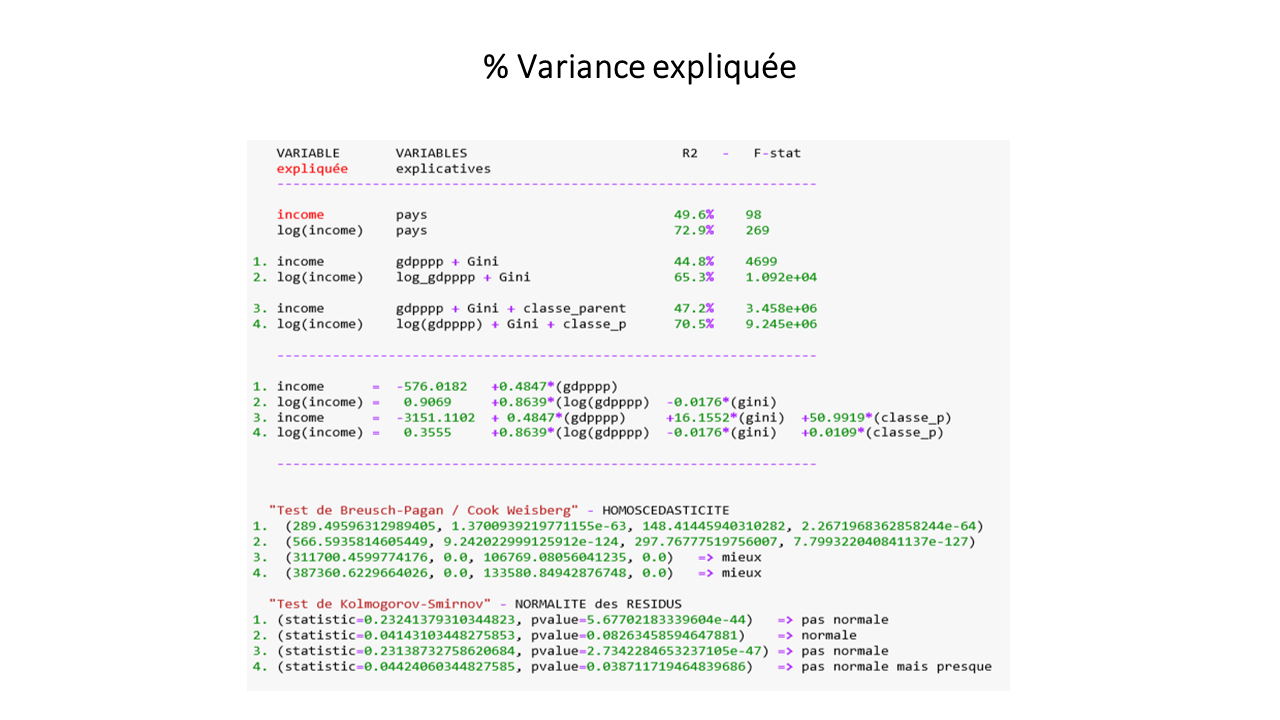 % Variance expliquée
VARIABLE VARIABLES R2 - F-stat
expliquée explicatives
--------------------------------------------------------------------
income pays 49.6% 98
log(income) pays 72.9% 269
1. income gdpppp + Gini 44.8% 4699
2. log(income) log_gdpppp + Gini 65.3% 1.092e+04
3. income gdpppp + Gini + classe_parent 47.2% 3.458e+06
4. log(income) log(gdpppp) + Gini + classe_p 70.5% 9.245e+06
--------------------------------------------------------------------
1. income = -576.0182 +0.4847*(gdpppp)
2. log(income) = 0.9069 +0.8639*(log(gdpppp) -0.0176*(gini)
3. income = -3151.1102 + 0.4847*(gdpppp) +16.1552*(gini) +50.9919*(classe_p)
4. log(income) = 0.3555 +0.8639*(log(gdpppp) -0.0176*(gini) +0.0109*(classe_p)
--------------------------------------------------------------------
"Test de Breusch-Pagan / Cook Weisberg" - HOMOSCEDASTICITE
1. (289.49596312989405, 1.3700939219771155e-63, 148.41445940310282, 2.2671968362858244e-64)
2. (566.5935814605449, 9.242022999125912e-124, 297.76777519756007, 7.799322040841137e-127)
3. (311700.4599774176, 0.0, 106769.08056041235, 0.0) => mieux
4. (387360.6229664026, 0.0, 133580.84942876748, 0.0) => mieux
"Test de Kolmogorov-Smirnov" - NORMALITE des RESIDUS
1. (statistic=0.23241379310344823, pvalue=5.67702183339604e-44) => pas normale
2. (statistic=0.04143103448275853, pvalue=0.08263458594647881) => normale
3. (statistic=0.23138732758620684, pvalue=2.7342284653237105e-47) => pas normale
4. (statistic=0.04424060344827585, pvalue=0.038711719464839686) => pas normale mais presque